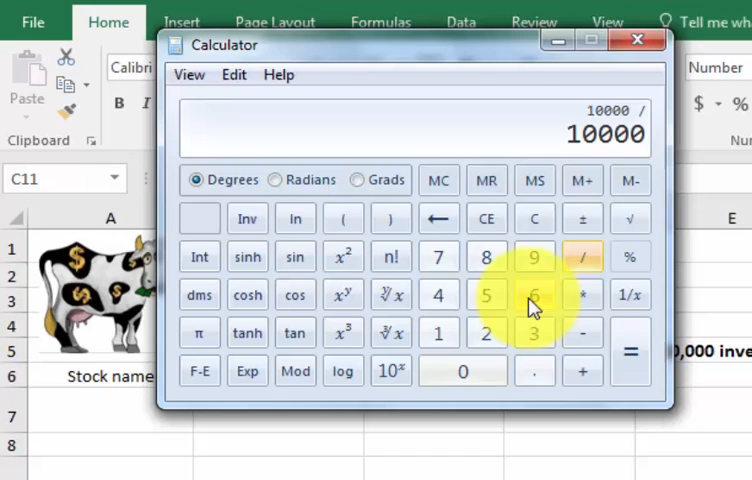 File Home Insert Page Layout Formulas Data Review View Tell me wha
Calculator
Paste
Calibri
B I
Number
$ %
Clipboard
View Edit Help
10000 /
10000
Degrees Radians Grads MC MR MS M+ M-
Inv ln ( ) ← CE C ± √
Int sinh sin x² n! 7 8 9 / %
dms cosh cos xʸ ʸ√x 4 5 6 * 1/x
π tanh tan x³ ³√x 1 2 3 - =
F-E Exp Mod log 10ˣ 0 . +
C11
A E
1
2
3
4
5
6
7
8
$ $ $
0,000 inve
Stock name